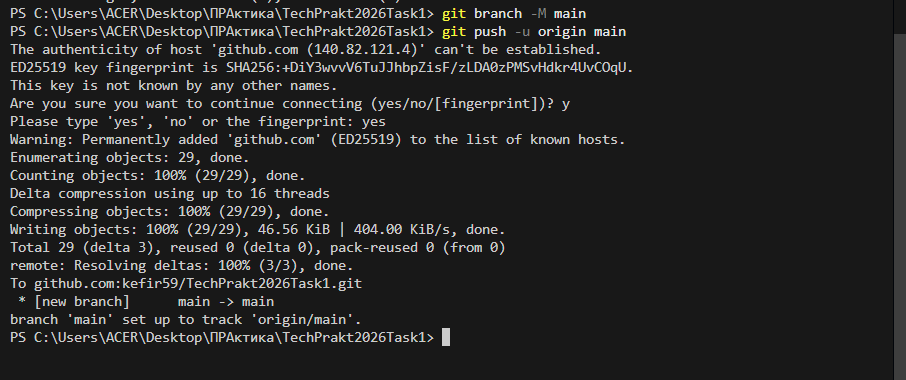 PS C:\Users\ACER\Desktop\ПРАктика\TechPrakt2026Task1> git branch -M main
PS C:\Users\ACER\Desktop\ПРАктика\TechPrakt2026Task1> git push -u origin main
The authenticity of host 'github.com (140.82.121.4)' can't be established.
ED25519 key fingerprint is SHA256:+DiY3wvvV6TuJJhbpZisF/zLDA0zPMSvHdkr4UvCOqU.
This key is not known by any other names.
Are you sure you want to continue connecting (yes/no/[fingerprint])? y
Please type 'yes', 'no' or the fingerprint: yes
Warning: Permanently added 'github.com' (ED25519) to the list of known hosts.
Enumerating objects: 29, done.
Counting objects: 100% (29/29), done.
Delta compression using up to 16 threads
Compressing objects: 100% (29/29), done.
Writing objects: 100% (29/29), 46.56 KiB | 404.00 KiB/s, done.
Total 29 (delta 3), reused 0 (delta 0), pack-reused 0 (from 0)
remote: Resolving deltas: 100% (3/3), done.
To github.com:kefir59/TechPrakt2026Task1.git
 * [new branch]      main -> main
branch 'main' set up to track 'origin/main'.
PS C:\Users\ACER\Desktop\ПРАктика\TechPrakt2026Task1>